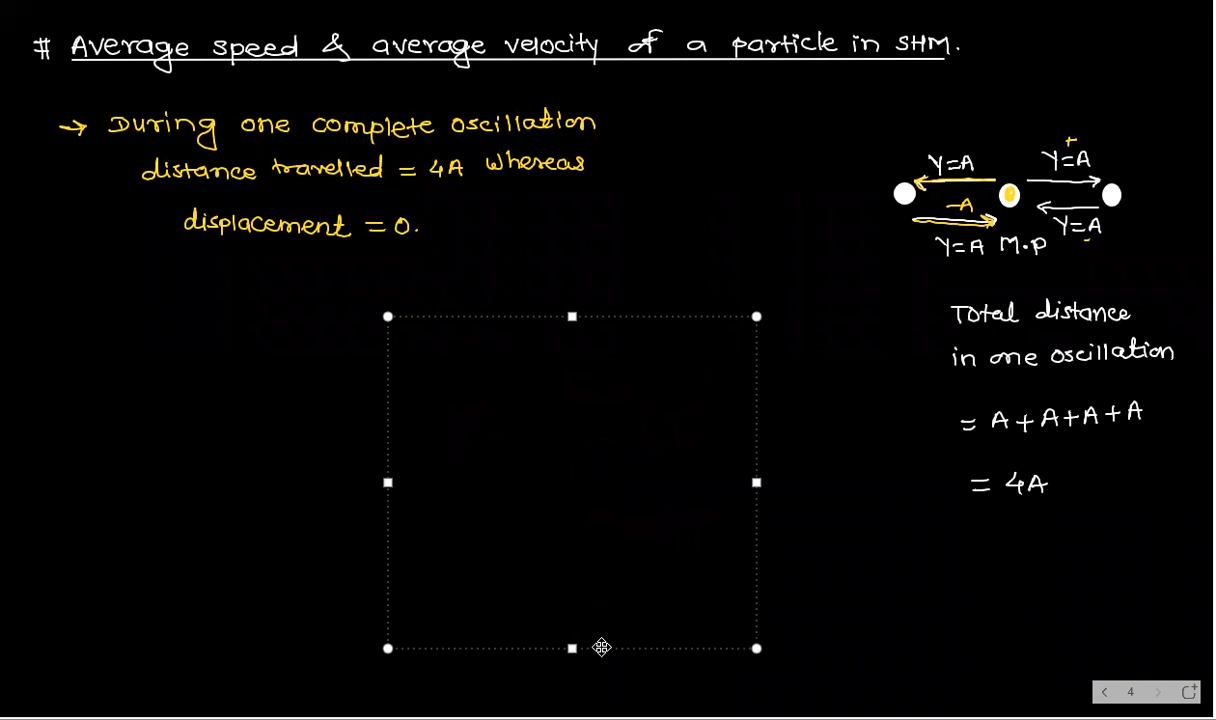 # Average speed & average velocity of a particle in SHM.
→ During one complete oscillation
distance travelled = 4A whereas
displacement = 0.
Y=A
+
Y=A
-A
Y=A
M.P
Y=A
-
Total distance
in one oscillation
= A+A+A+A
= 4A
4